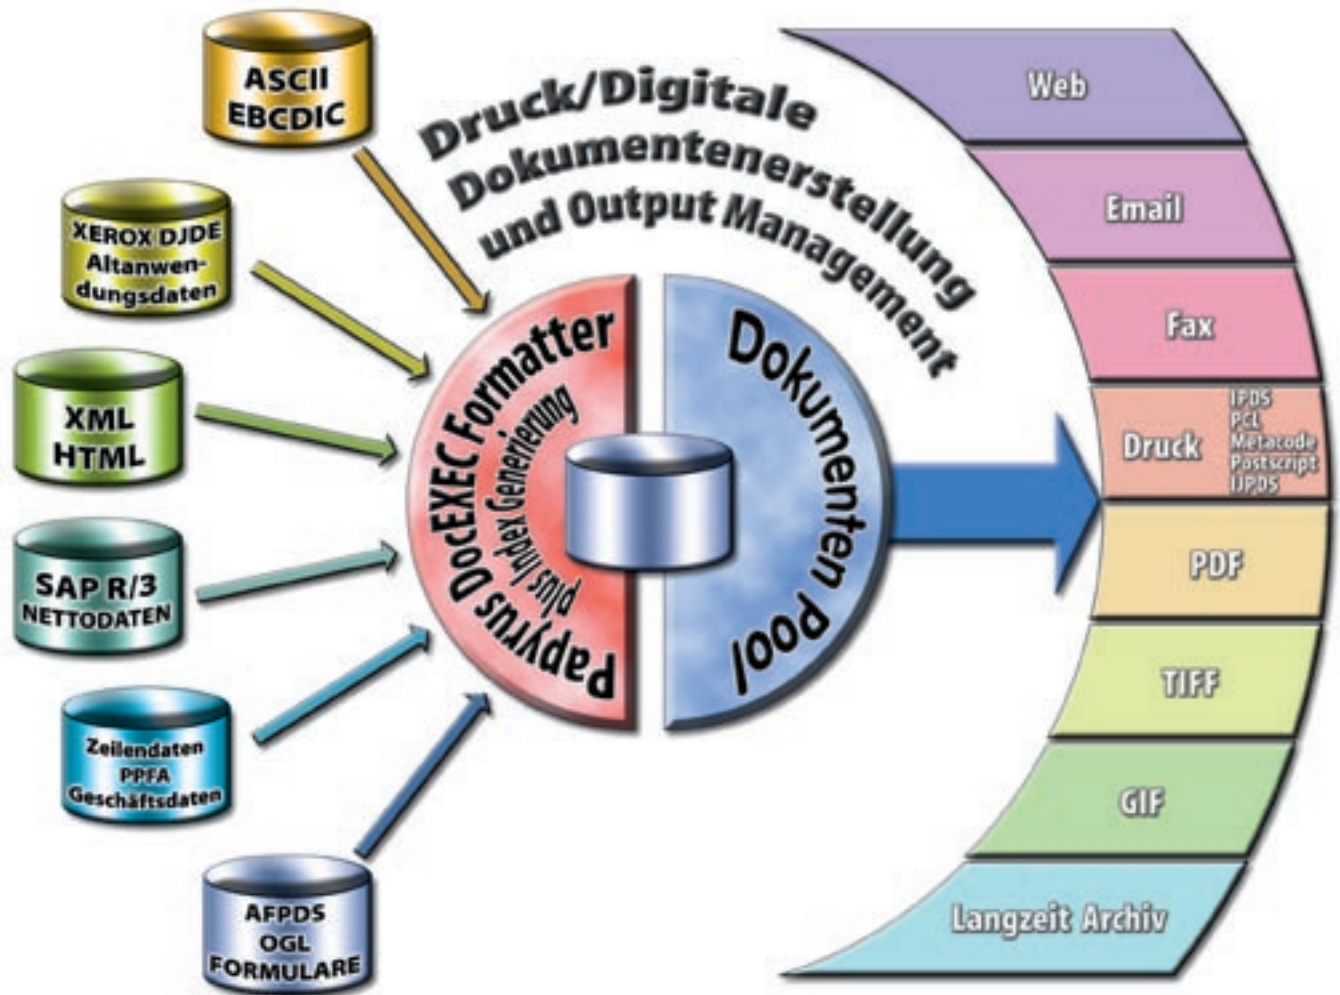 ASCII
EBCDIC
XEROX DJDE
Altanwen-
dungsdaten
XML
HTML
SAP R/3
NETTODATEN
Zeilendaten
PPFA
Geschäftsdaten
AFPDS
OGL
FORMULARE
Druck/Digitale
Dokumentenerstellung
und Output Management
Papyrus DocEXEC Formatter
plus Index Generierung
Dokumenten Pool
Web
Email
Fax
Druck
IPDS
PCL
Metacode
Postscript
IJPDS
PDF
TIFF
GIF
Langzeit Archiv